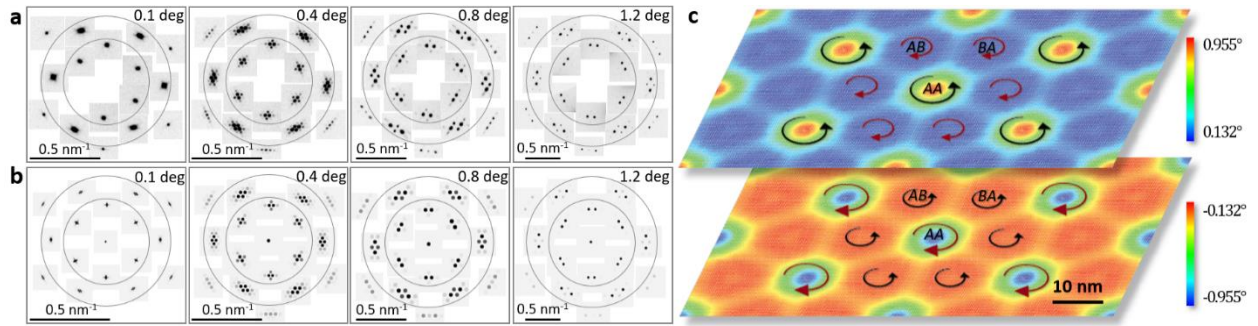 a
0.1 deg
0.4 deg
0.8 deg
1.2 deg
0.5 nm-1
0.5 nm-1
0.5 nm-1
0.5 nm-1
b
0.1 deg
0.4 deg
0.8 deg
1.2 deg
0.5 nm-1
0.5 nm-1
0.5 nm-1
0.5 nm-1
c
AB
BA
AA
0.955°
0.132°
AB
BA
AA
10 nm
-0.132°
-0.955°